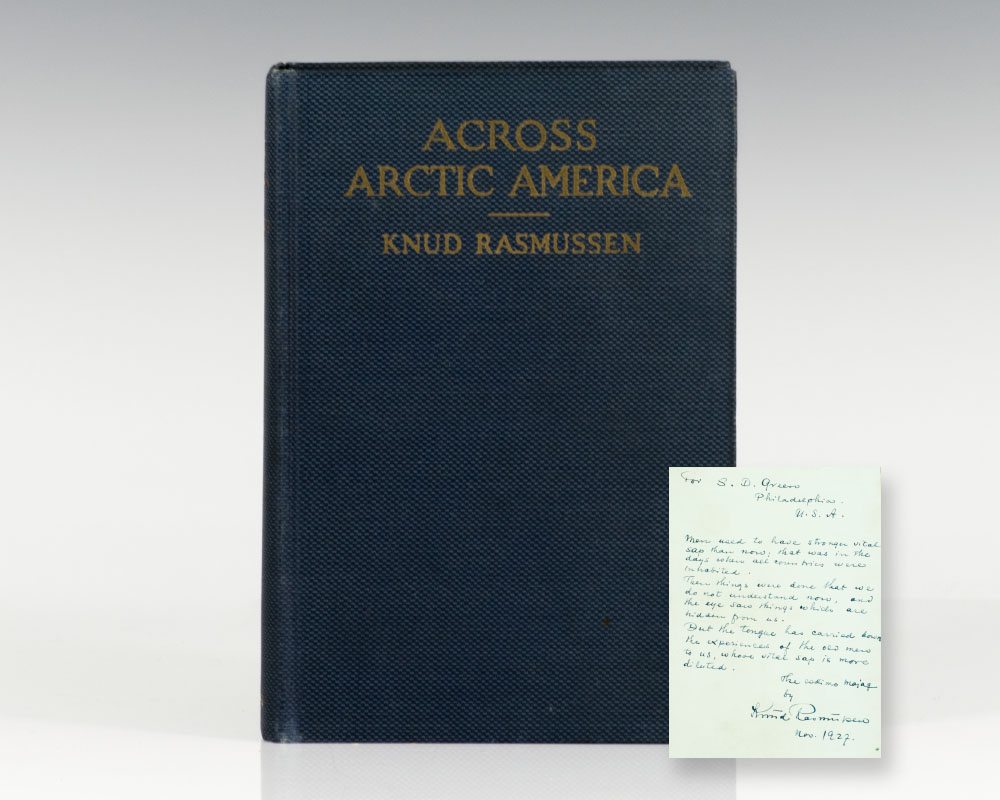 ACROSS
ARCTIC AMERICA
KNUD RASMUSSEN
For S. D. Green
Philadelphia.
U. S. A.
Men used to have stronger vital
sap than now; that was in the
days when all countries were
inhabited.
Then things were done that we
do not understand now, and
the eye saw things which are
hidden from us.
But the tongue has carried down
the experiences of the old men
to us, whose vital sap is more
diluted.
The eskimo Majaq
by
Knud Rasmussen
Nov. 1927.